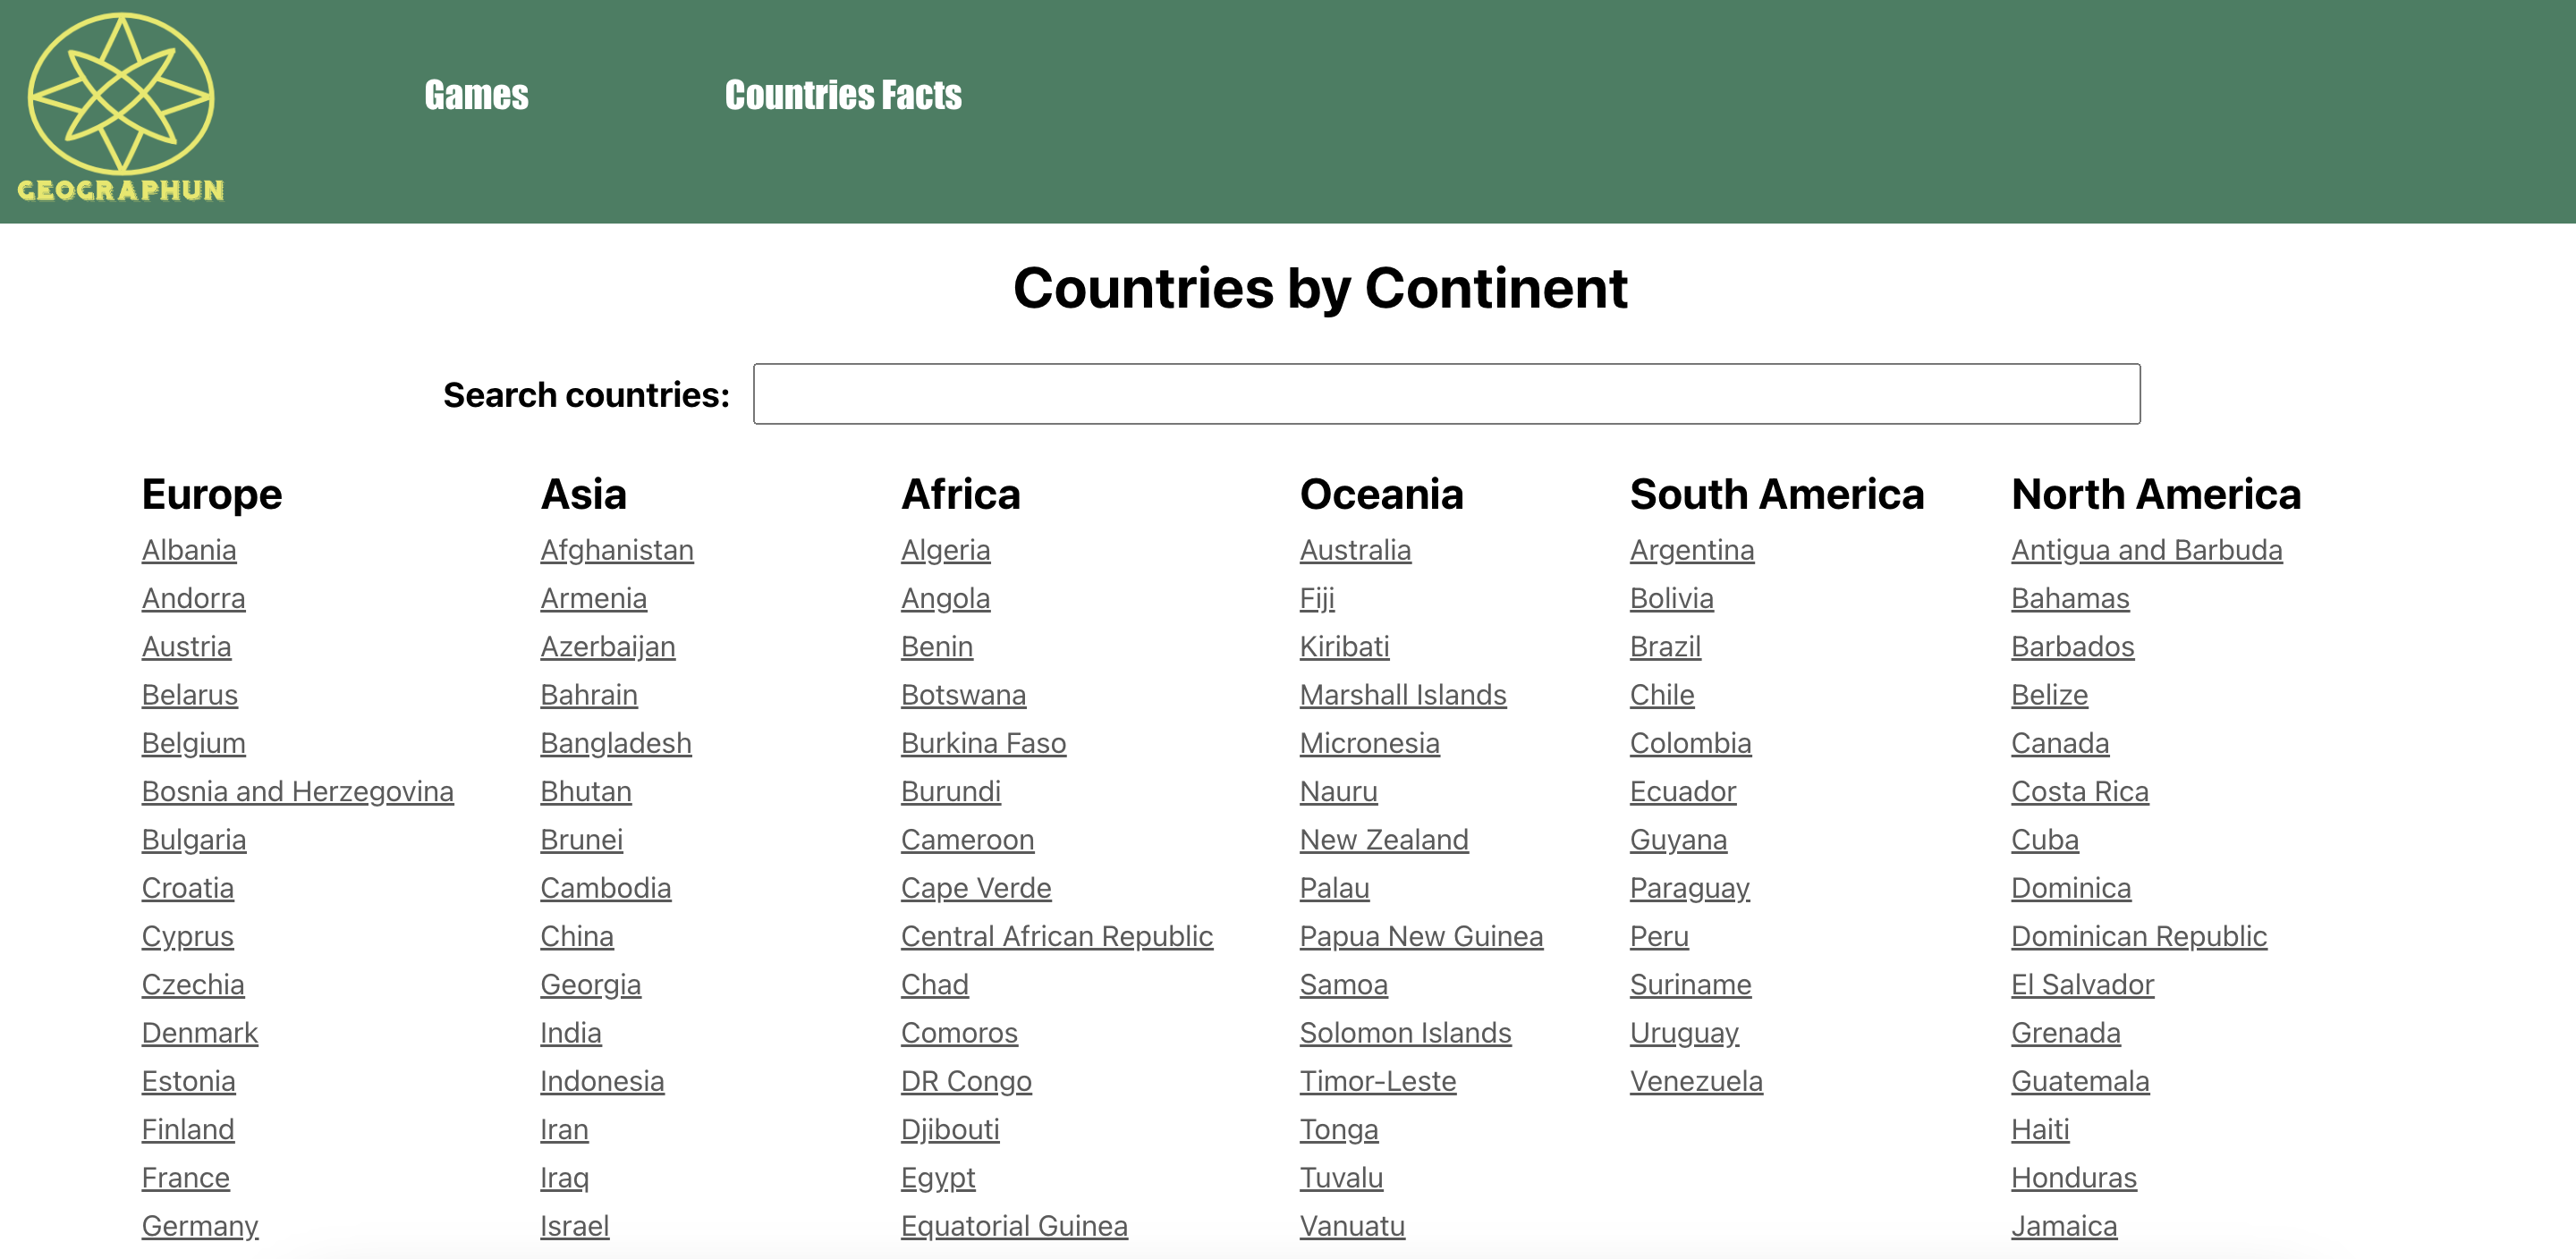 GEOGRAPHUN
Games
Countries Facts
Countries by Continent
Search countries:
Europe
Albania
Andorra
Austria
Belarus
Belgium
Bosnia and Herzegovina
Bulgaria
Croatia
Cyprus
Czechia
Denmark
Estonia
Finland
France
Germany
Asia
Afghanistan
Armenia
Azerbaijan
Bahrain
Bangladesh
Bhutan
Brunei
Cambodia
China
Georgia
India
Indonesia
Iran
Iraq
Israel
Africa
Algeria
Angola
Benin
Botswana
Burkina Faso
Burundi
Cameroon
Cape Verde
Central African Republic
Chad
Comoros
DR Congo
Djibouti
Egypt
Equatorial Guinea
Oceania
Australia
Fiji
Kiribati
Marshall Islands
Micronesia
Nauru
New Zealand
Palau
Papua New Guinea
Samoa
Solomon Islands
Timor-Leste
Tonga
Tuvalu
Vanuatu
South America
Argentina
Bolivia
Brazil
Chile
Colombia
Ecuador
Guyana
Paraguay
Peru
Suriname
Uruguay
Venezuela
North America
Antigua and Barbuda
Bahamas
Barbados
Belize
Canada
Costa Rica
Cuba
Dominica
Dominican Republic
El Salvador
Grenada
Guatemala
Haiti
Honduras
Jamaica